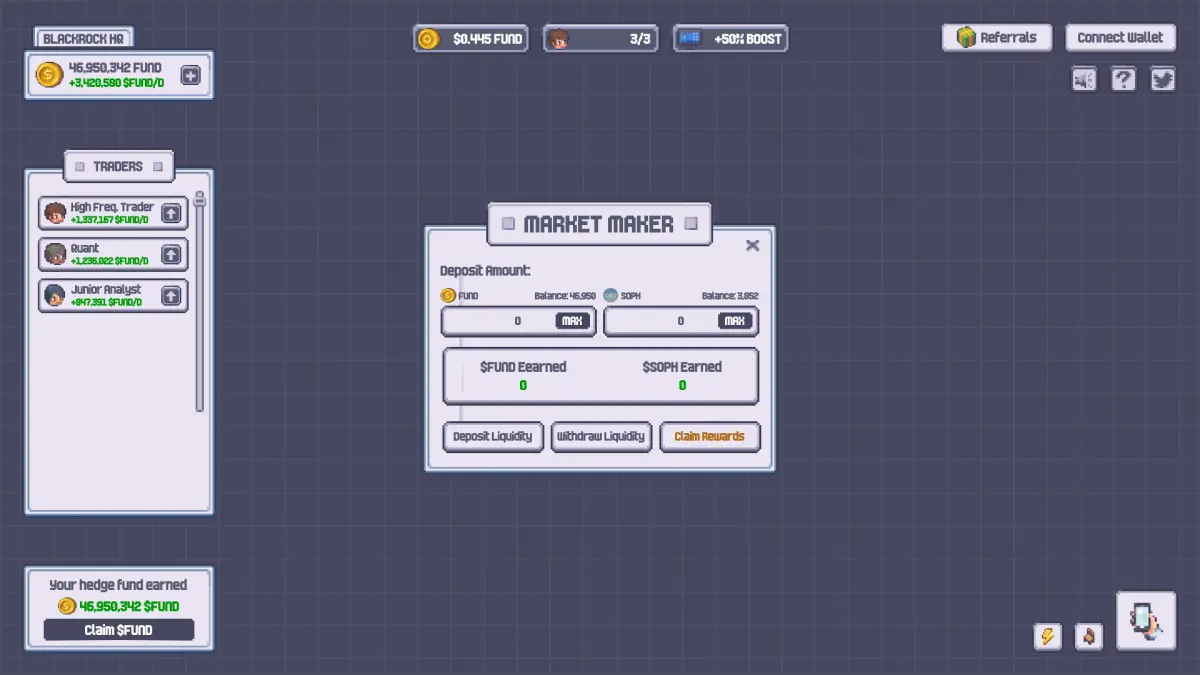 BLACKROCK HQ
46,950,342 FUND
+3,420,580 $FUND/D
$0.445 FUND
3/3
+50% BOOST
Referrals
Connect Wallet
?
TRADERS
High Freq. Trader
+1,337,167 $FUND/D
Quant
+1,236,022 $FUND/D
Junior Analyst
+847,391 $FUND/D
MARKET MAKER
Deposit Amount:
FUND Balance: 46,950 SOPH Balance: 3,852
0 MAX 0 MAX
$FUND Eearned $SOPH Earned
0 0
Deposit Liquidity Withdraw Liquidity Claim Rewards
Your hedge fund earned
46,950,342 $FUND
Claim $FUND